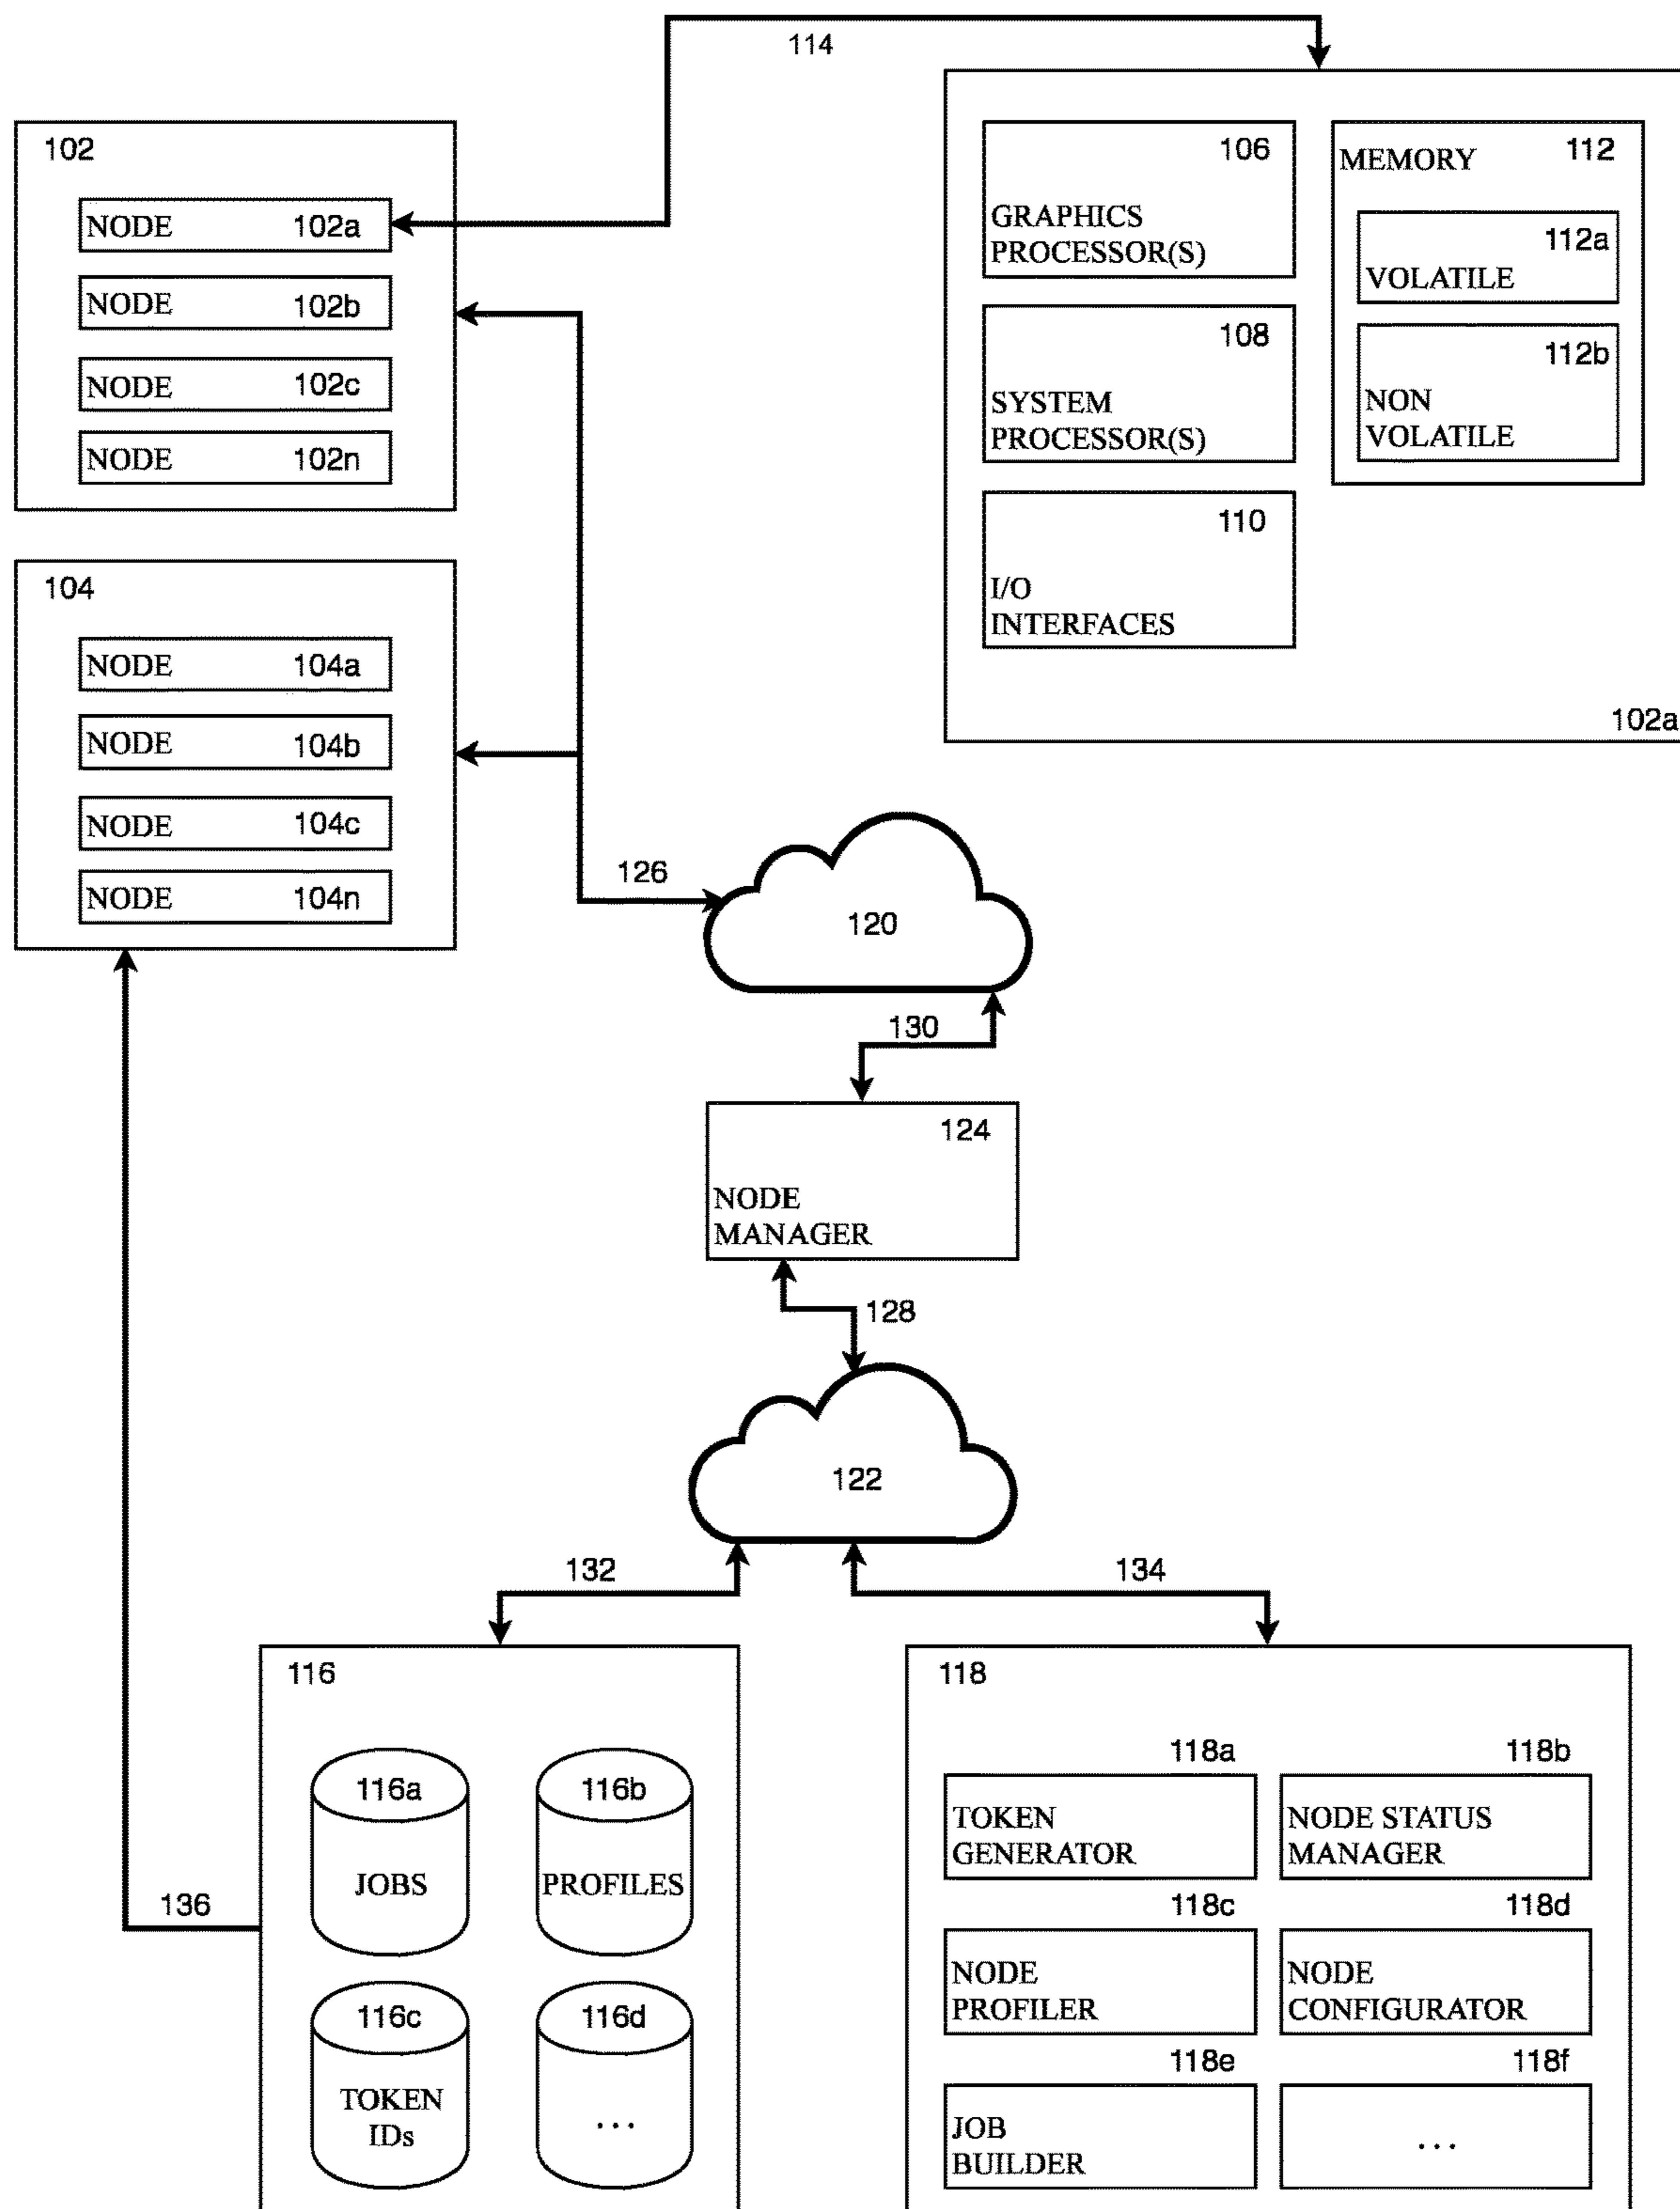 114
102
NODE 102a
NODE 102b
NODE 102c
NODE 102n
106
GRAPHICS
PROCESSOR(S)
108
SYSTEM
PROCESSOR(S)
110
I/O
INTERFACES
MEMORY 112
112a
VOLATILE
112b
NON
VOLATILE
102a
104
NODE 104a
NODE 104b
NODE 104c
NODE 104n
126
120
130
124
NODE
MANAGER
128
122
132
134
136
116
116a
JOBS
116b
PROFILES
116c
TOKEN
IDs
116d
...
118
118a
TOKEN
GENERATOR
118b
NODE STATUS
MANAGER
118c
NODE
PROFILER
118d
NODE
CONFIGURATOR
118e
JOB
BUILDER
118f
...